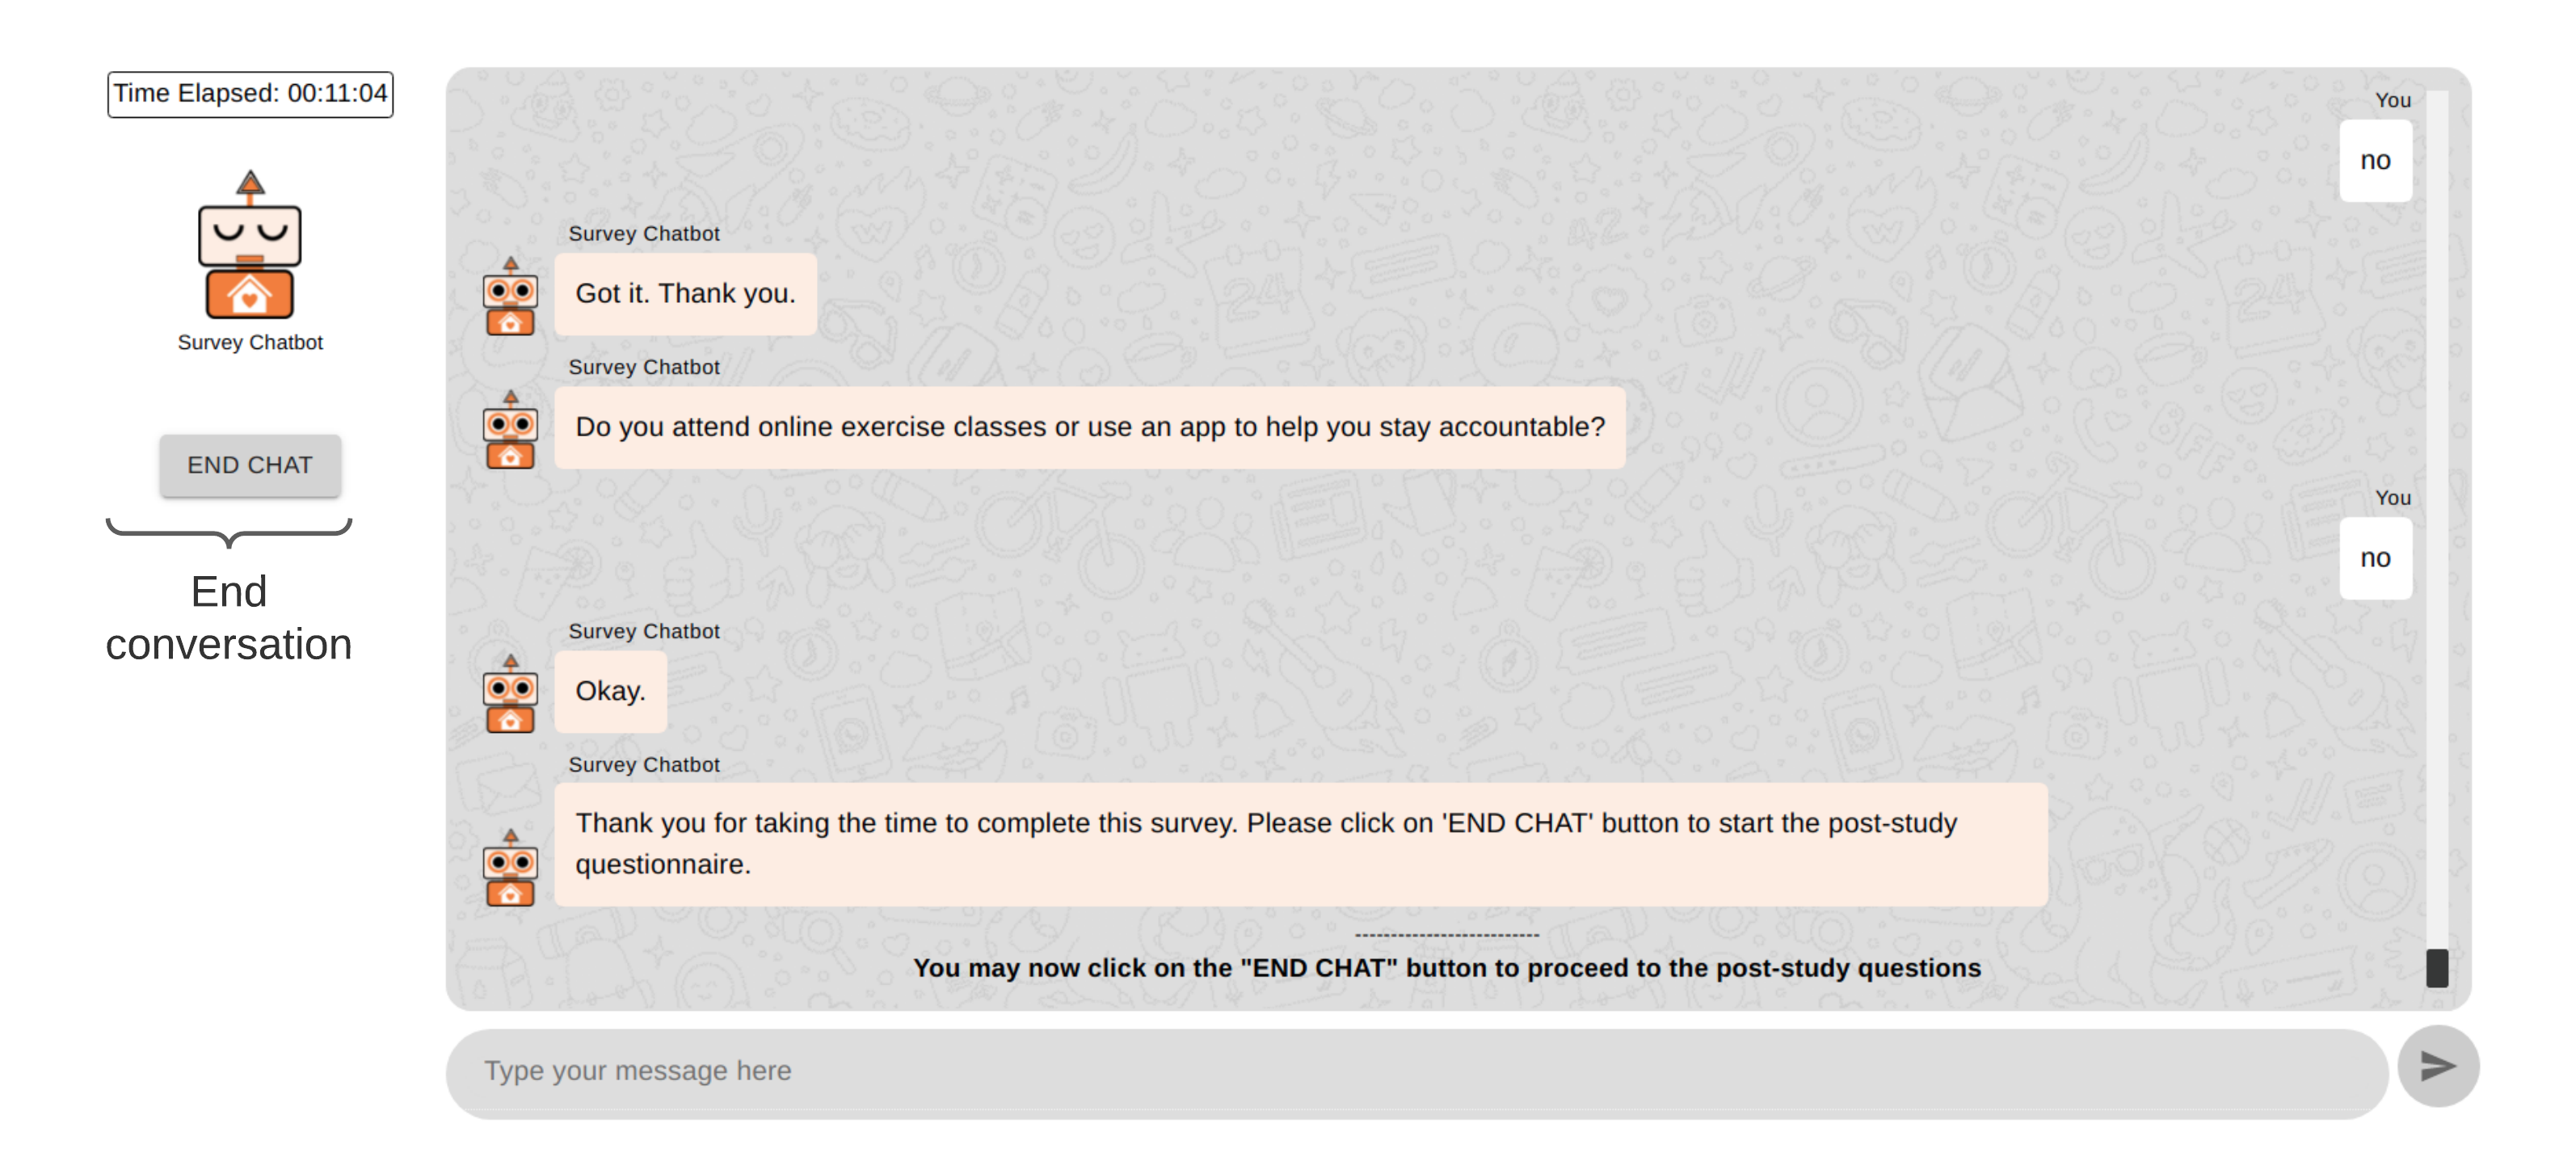 Time Elapsed: 00:11:04
Survey Chatbot
END CHAT
End
conversation
You
no
Survey Chatbot
Got it. Thank you.
Survey Chatbot
Do you attend online exercise classes or use an app to help you stay accountable?
You
no
Survey Chatbot
Okay.
Survey Chatbot
Thank you for taking the time to complete this survey. Please click on 'END CHAT' button to start the post-study
questionnaire.
--------------------------
You may now click on the "END CHAT" button to proceed to the post-study questions
Type your message here